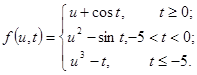 f(u,t) = { u + cos t, t ≥ 0;
u² − sin t, −5 < t < 0;
u³ − t, t ≤ −5.